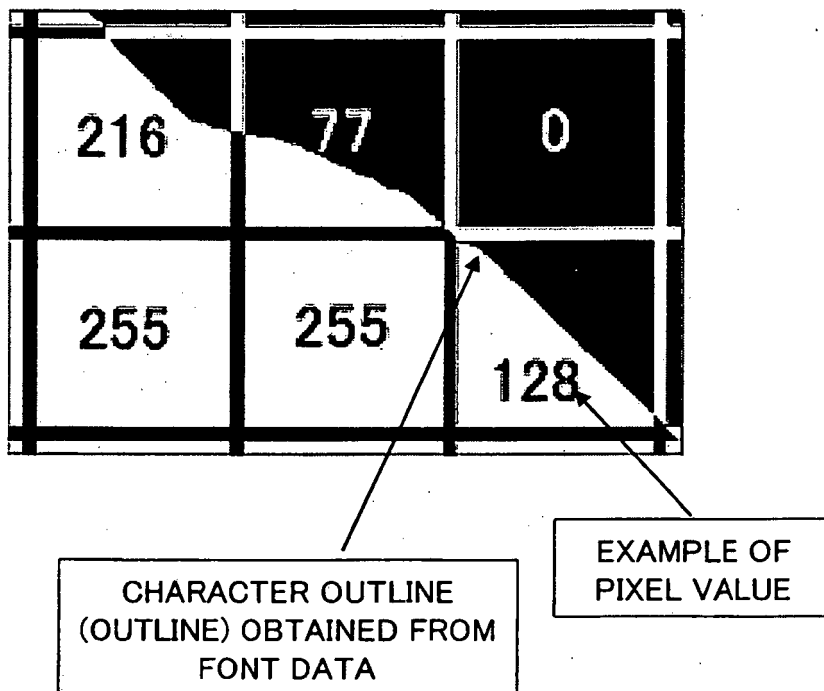 216 77 0
255 255
128
CHARACTER OUTLINE
(OUTLINE) OBTAINED FROM
FONT DATA
EXAMPLE OF
PIXEL VALUE